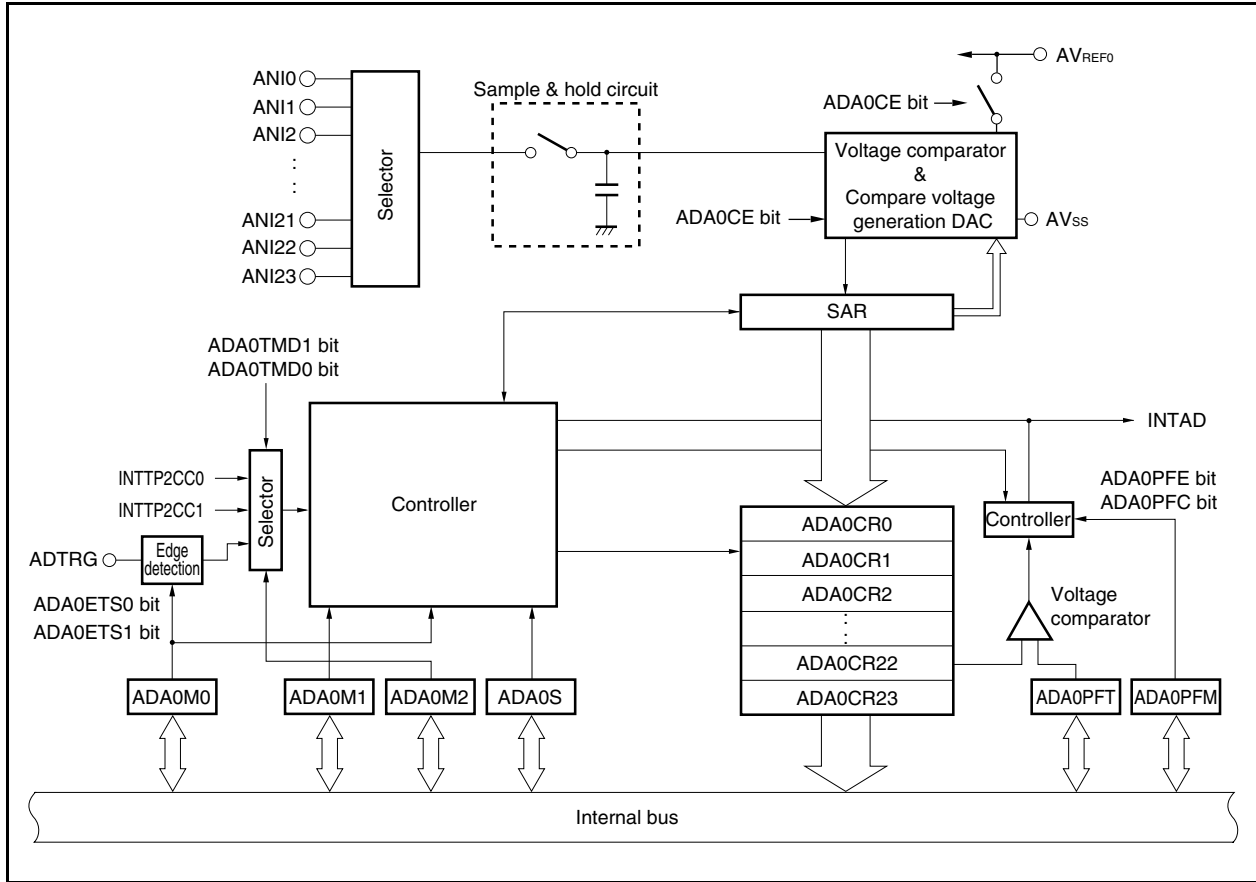 ANI0
ANI1
ANI2
:
:
ANI21
ANI22
ANI23
Selector
Sample & hold circuit
ADA0CE bit
AVREF0
Voltage comparator
&
Compare voltage
generation DAC
ADA0CE bit
AVSS
SAR
ADA0TMD1 bit
ADA0TMD0 bit
INTTP2CC0
INTTP2CC1
ADTRG
Edge
detection
Selector
Controller
INTAD
ADA0PFE bit
ADA0PFC bit
Controller
ADA0ETS0 bit
ADA0ETS1 bit
ADA0CR0
ADA0CR1
ADA0CR2
:
:
ADA0CR22
ADA0CR23
Voltage
comparator
ADA0M0
ADA0M1
ADA0M2
ADA0S
ADA0PFT
ADA0PFM
Internal bus